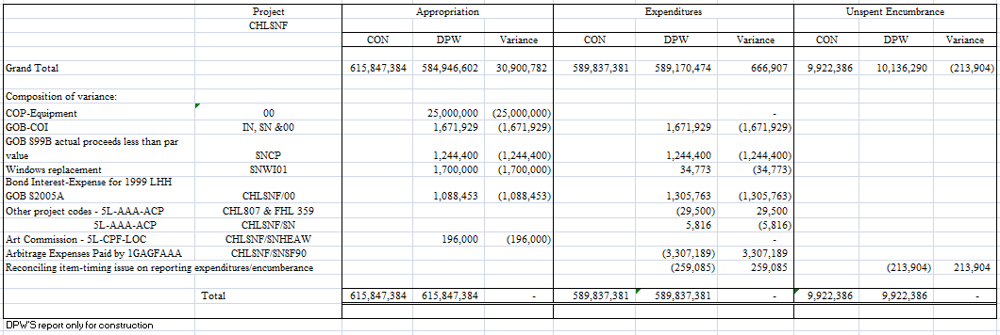 Project Appropriation Expenditures Unspent Encumbrance
CHLSNF
CON DPW Variance CON DPW Variance CON DPW Variance
Grand Total 615,847,384 584,946,602 30,900,782 589,837,381 589,170,474 666,907 9,922,386 10,136,290 (213,904)
Composition of variance:
COP-Equipment 00 25,000,000 (25,000,000) -
GOB-COI IN, SN &00 1,671,929 (1,671,929) 1,671,929 (1,671,929)
GOB S99B actual proceeds less than par
value SNCP 1,244,400 (1,244,400) 1,244,400 (1,244,400)
Windows replacement SNWI01 1,700,000 (1,700,000) 34,773 (34,773)
Bond Interest-Expense for 1999 LHH
GOB S2005A CHLSNF/00 1,088,453 (1,088,453) 1,305,763 (1,305,763)
Other project codes - 5L-AAA-ACP CHL807 & FHL 359 (29,500) 29,500
5L-AAA-ACP CHLSNF/SN 5,816 (5,816)
Art Commission - 5L-CPF-LOC CHLSNF/SNHEAW 196,000 (196,000) -
Arbitrage Expenses Paid by 1GAGFAAA CHLSNF/SNSF90 (3,307,189) 3,307,189
Reconciling item-timing issue on reporting expenditures/encumberance (259,085) 259,085 (213,904) 213,904
Total 615,847,384 615,847,384 - 589,837,381 589,837,381 - 9,922,386 9,922,386 -
DPW'S report only for construction